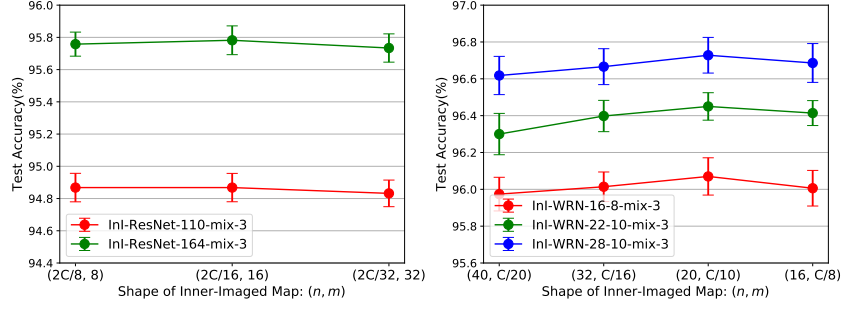 96.0
95.8
95.6
95.4
95.2
95.0
94.8
94.6
94.4
Test Accuracy(%)
InI-ResNet-110-mix-3
InI-ResNet-164-mix-3
(2C/8, 8)
(2C/16, 16)
(2C/32, 32)
Shape of Inner-Imaged Map: (n, m)
97.0
96.8
96.6
96.4
96.2
96.0
95.8
95.6
Test Accuracy(%)
InI-WRN-16-8-mix-3
InI-WRN-22-10-mix-3
InI-WRN-28-10-mix-3
(40, C/20)
(32, C/16)
(20, C/10)
(16, C/8)
Shape of Inner-Imaged Map: (n, m)